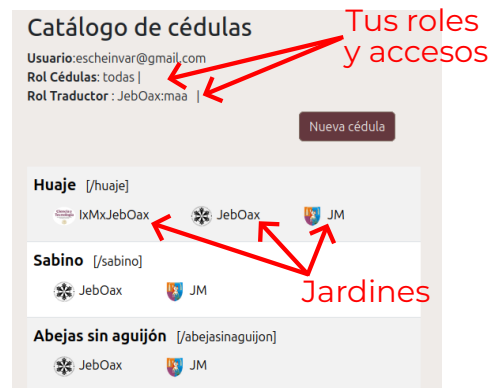 Catálogo de cédulas
Tus roles
y accesos
Usuario:escheinvar@gmail.com
Rol Cédulas: todas |
Rol Traductor : JebOax:maa |
Nueva cédula
Huaje [/huaje]
IxMxJebOax JebOax JM
Sabino [/sabino]
JebOax JM
Jardines
Abejas sin aguijón [/abejasinaguijon]
JebOax JM